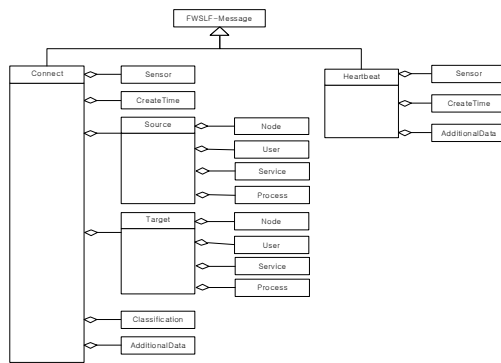 FWSLF-Message
Connect
Sensor
CreateTime
Source
Node
User
Service
Process
Target
Node
User
Service
Process
Classification
AdditionalData
Heartbeat
Sensor
CreateTime
AdditionalData